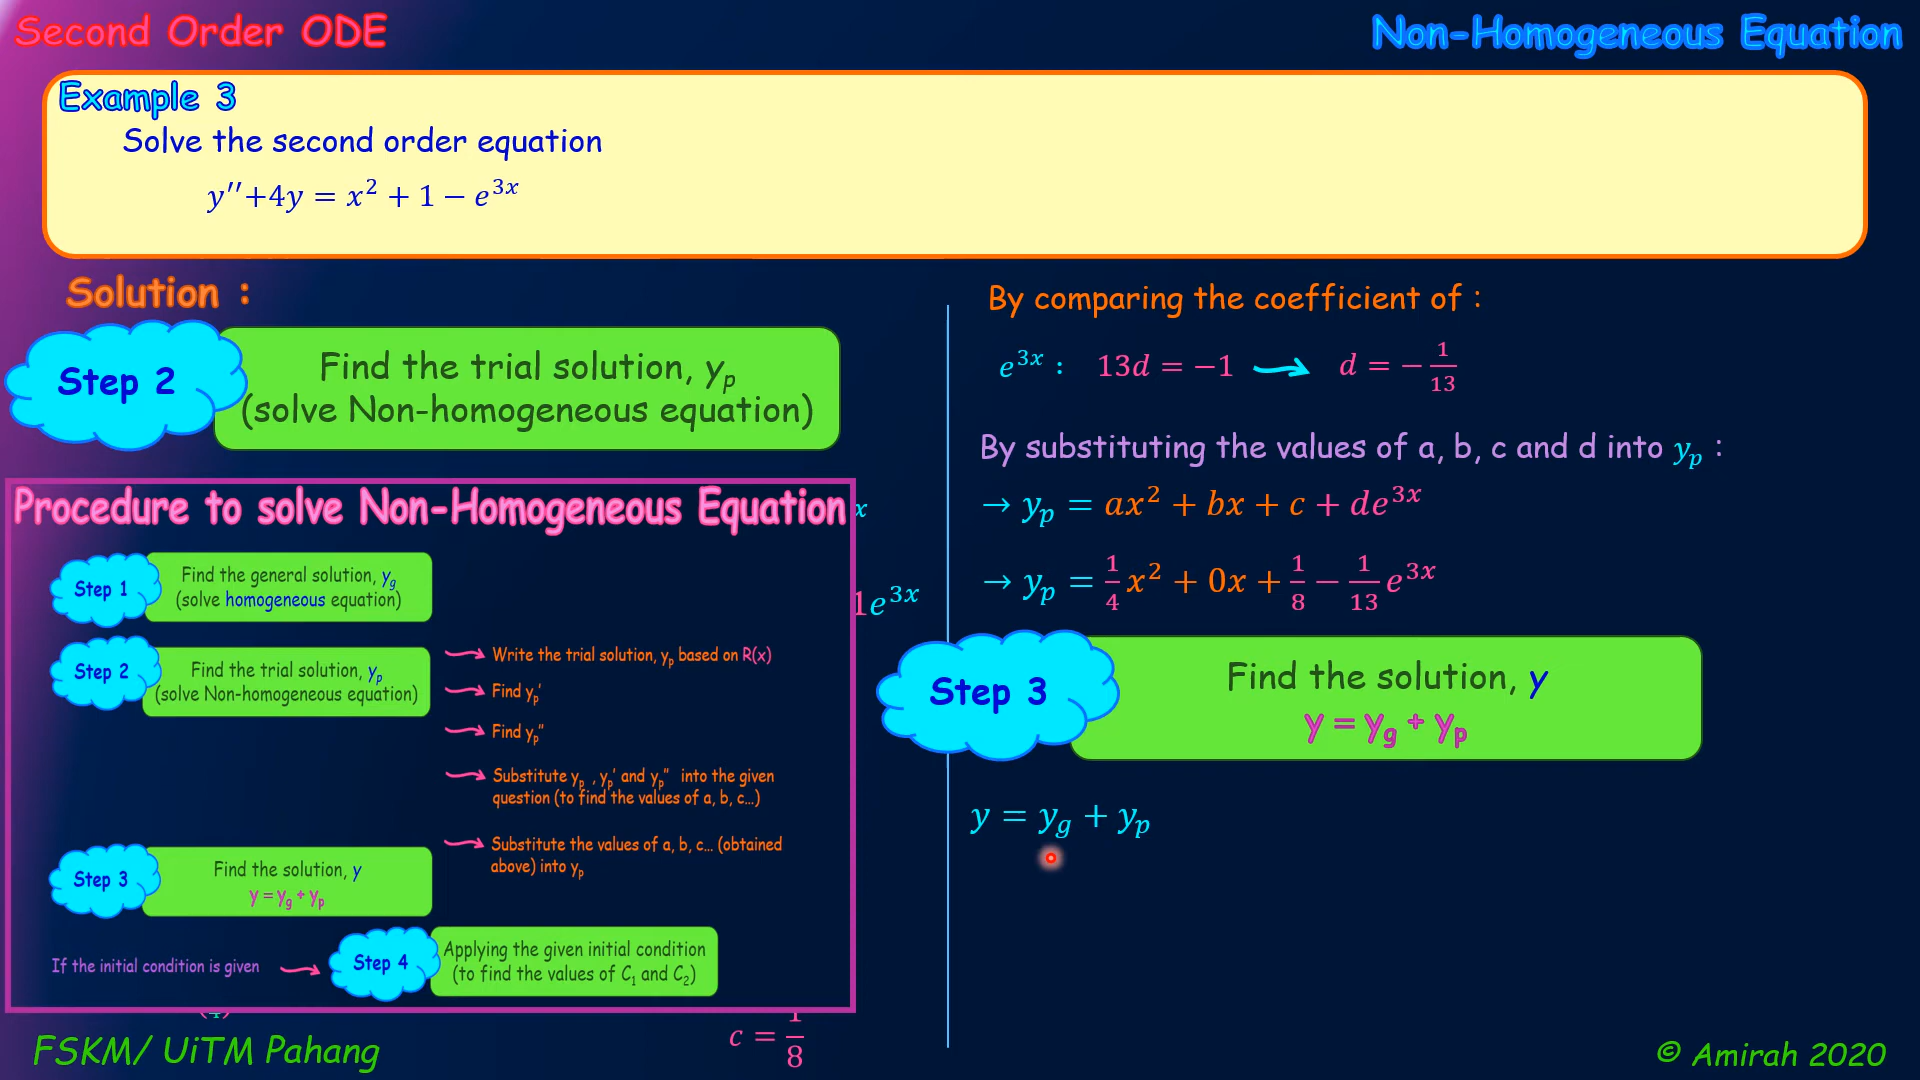 Second Order ODE
Non-Homogeneous Equation
Example 3
Solve the second order equation
y′′+4y = x² + 1 − e³ˣ
Solution :
Step 2
Find the trial solution, yₚ
(solve Non-homogeneous equation)
Procedure to solve Non-Homogeneous Equation
Step 1
Find the general solution, y_g
(solve homogeneous equation)
Step 2
Find the trial solution, yₚ
(solve Non-homogeneous equation)
Write the trial solution, yₚ based on R(x)
Find yₚ'
Find yₚ"
Substitute yₚ , yₚ' and yₚ" into the given
question (to find the values of a, b, c…)
Substitute the values of a, b, c… (obtained
above) into yₚ
Step 3
Find the solution, y
y = y_g + yₚ
If the initial condition is given
Step 4
Applying the given initial condition
(to find the values of C₁ and C₂)
x
1e³ˣ
c = 1/8
By comparing the coefficient of :
e³ˣ : 13d = −1 → d = − 1/13
By substituting the values of a, b, c and d into yₚ :
→ yₚ = ax² + bx + c + de³ˣ
→ yₚ = 1/4 x² + 0x + 1/8 − 1/13 e³ˣ
Step 3
Find the solution, y
y = y_g + yₚ
y = y_g + yₚ
FSKM/ UiTM Pahang
© Amirah 2020